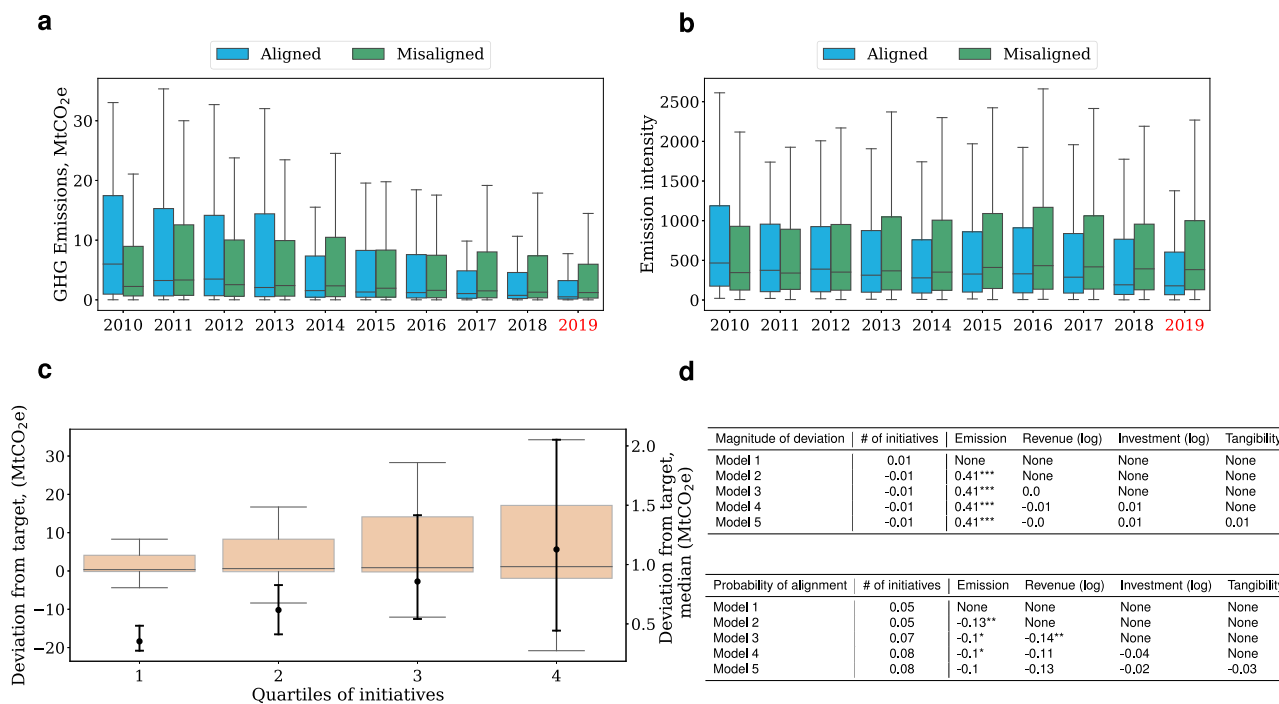 a
Aligned Misaligned
GHG Emissions, MtCO₂e
30
20
10
0
2010 2011 2012 2013 2014 2015 2016 2017 2018 2019
b
Aligned Misaligned
Emission intensity
2500
2000
1500
1000
500
0
2010 2011 2012 2013 2014 2015 2016 2017 2018 2019
c
Deviation from target, (MtCO₂e)
30
20
10
0
−10
−20
1 2 3 4
Quartiles of initiatives
2.0
1.5
1.0
0.5
Deviation from target,
median (MtCO₂e)
d
Magnitude of deviation # of initiatives Emission Revenue (log) Investment (log) Tangibility
Model 1 0.01 None None None None
Model 2 -0.01 0.41*** None None None
Model 3 -0.01 0.41*** 0.0 None None
Model 4 -0.01 0.41*** -0.01 0.01 None
Model 5 -0.01 0.41*** -0.0 0.01 0.01
Probability of alignment # of initiatives Emission Revenue (log) Investment (log) Tangibility
Model 1 0.05 None None None None
Model 2 0.05 -0.13** None None None
Model 3 0.07 -0.1* -0.14** None None
Model 4 0.08 -0.1* -0.11 -0.04 None
Model 5 0.08 -0.1 -0.13 -0.02 -0.03